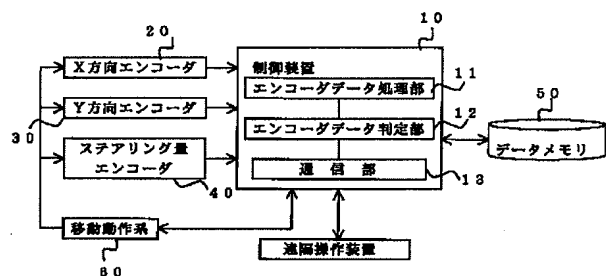 20
10
X方向エンコーダ
制御装置
11
エンコーダデータ処理部
50
Y方向エンコーダ
30
12
エンコーダデータ判定部
データメモリ
ステアリング量
エンコーダ
40
通信部
13
移動動作系
60
遠隔操作装置